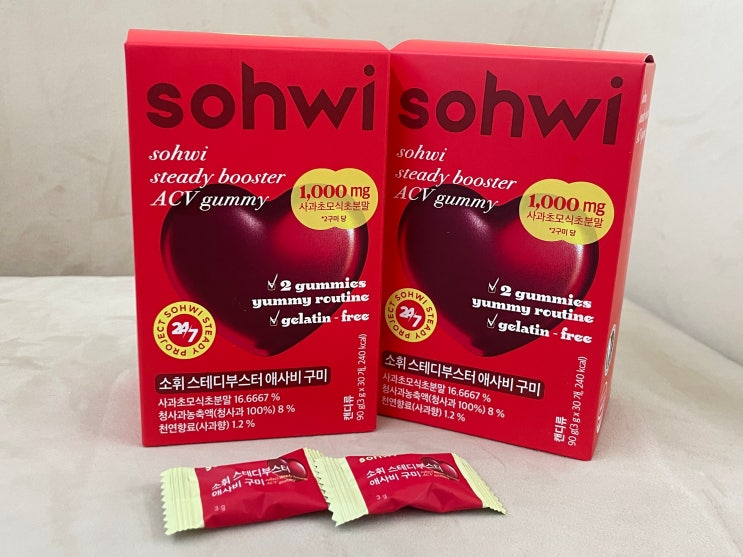 sohwi
sohwi
steady booster
ACV gummy
1,000 mg
사과초모식초분말
*2구미 당
2 gummies
yummy routine
gelatin - free
PROJECT SOHWI STEADY
24/7
소휘 스테디부스터 애사비 구미
사과초모식초분말 16.6667 %
청사과농축액(청사과 100%) 8 %
천연향료(사과향) 1.2 %
캔디류
90 g(3 g x 30 개, 240 kcal)
sohwi
sohwi
steady booster
ACV gummy
1,000 mg
사과초모식초분말
*2구미 당
2 gummies
yummy routine
gelatin - free
PROJECT SOHWI STEADY
24/7
소휘 스테디부스터 애사비 구미
사과초모식초분말 16.6667 %
청사과농축액(청사과 100%) 8 %
천연향료(사과향) 1.2 %
캔디류
90 g(3 g x 30 개, 240 kcal)
소휘 스테디부스터
애사비 구미
3 g
sohwi
소휘 스테디부스터
애사비 구미
ACV gummy
3 g